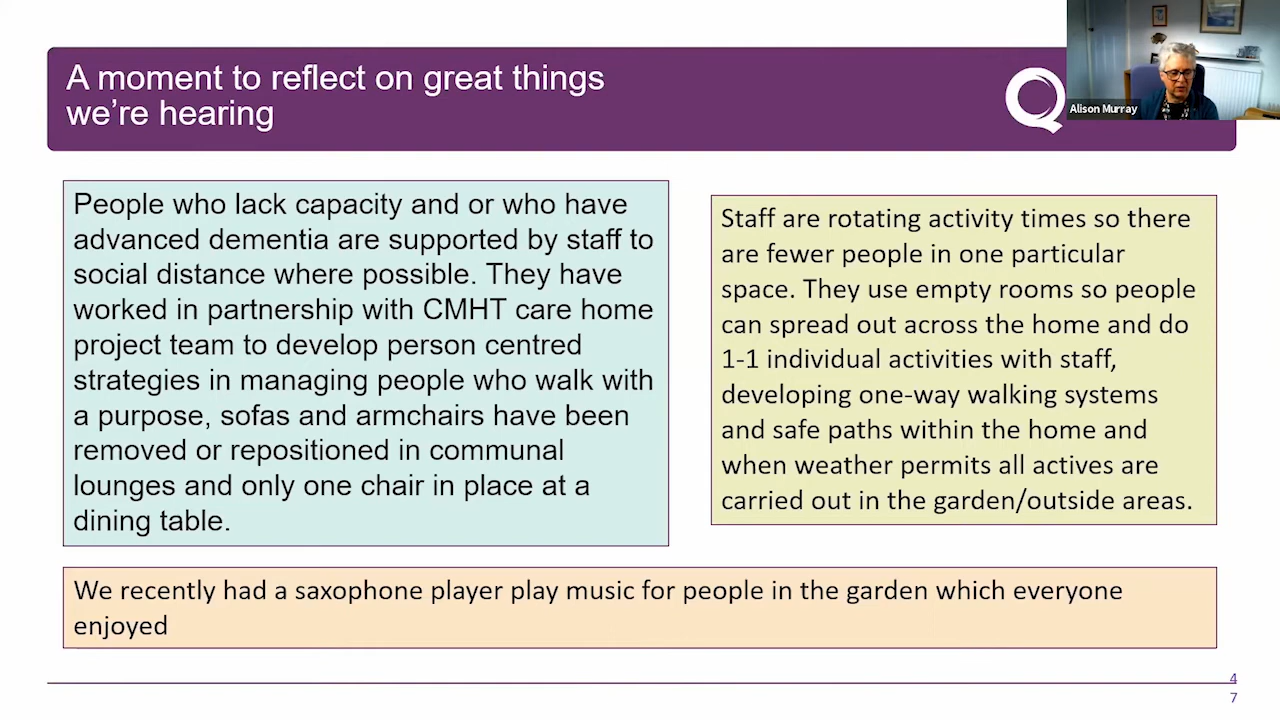 A moment to reflect on great things
we're hearing
Alison Murray
People who lack capacity and or who have
advanced dementia are supported by staff to
social distance where possible. They have
worked in partnership with CMHT care home
project team to develop person centred
strategies in managing people who walk with
a purpose, sofas and armchairs have been
removed or repositioned in communal
lounges and only one chair in place at a
dining table.
Staff are rotating activity times so there
are fewer people in one particular
space. They use empty rooms so people
can spread out across the home and do
1-1 individual activities with staff,
developing one-way walking systems
and safe paths within the home and
when weather permits all actives are
carried out in the garden/outside areas.
We recently had a saxophone player play music for people in the garden which everyone
enjoyed
4
7